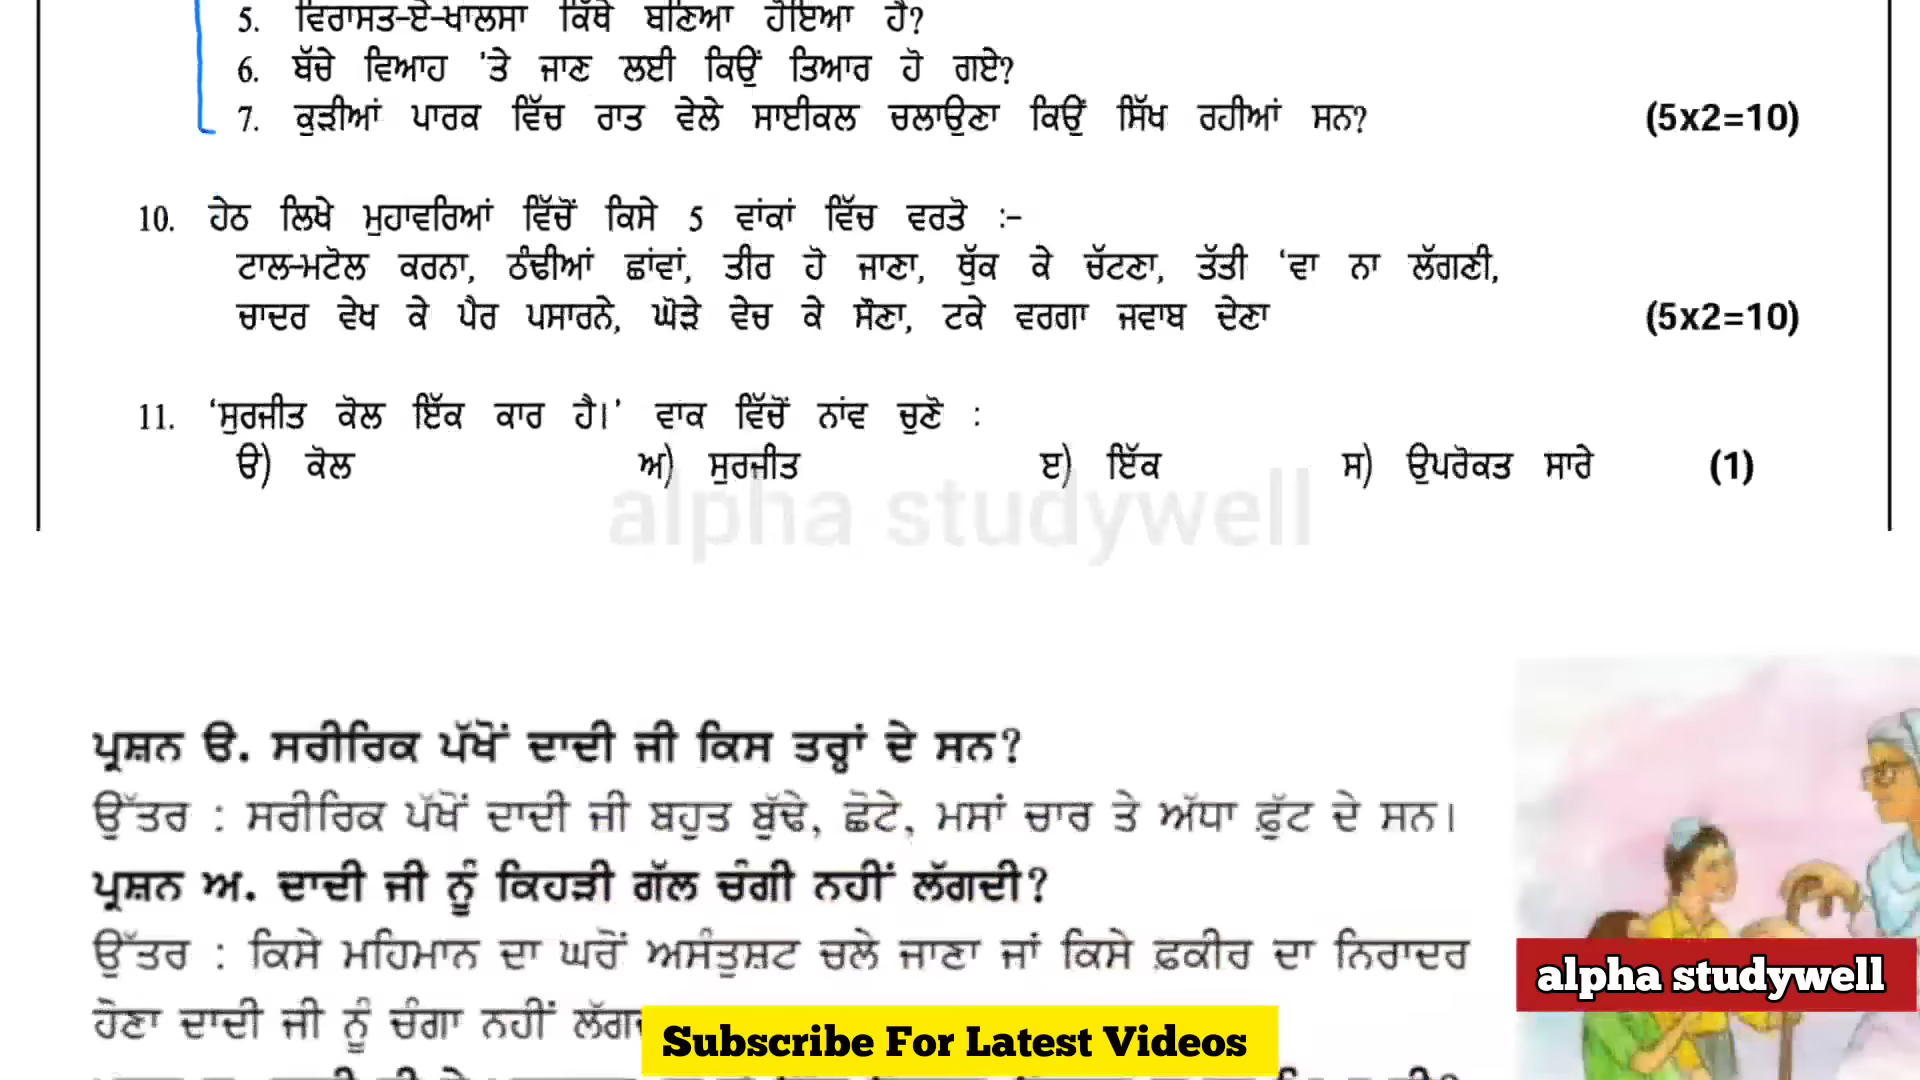 5. ਵਿਰਾਸਤ-ਏ-ਖਾਲਸਾ ਕਿੱਥੇ ਬਣਿਆ ਹੋਇਆ ਹੈ?
6. ਬੱਚੇ ਵਿਆਹ 'ਤੇ ਜਾਣ ਲਈ ਕਿਉਂ ਤਿਆਰ ਹੋ ਗਏ?
7. ਕੁੜੀਆਂ ਪਾਰਕ ਵਿੱਚ ਰਾਤ ਵੇਲੇ ਸਾਈਕਲ ਚਲਾਉਣਾ ਕਿਉਂ ਸਿੱਖ ਰਹੀਆਂ ਸਨ? (5x2=10)
10. ਹੇਠ ਲਿਖੇ ਮੁਹਾਵਰਿਆਂ ਵਿੱਚੋਂ ਕਿਸੇ 5 ਵਾਂਕਾਂ ਵਿੱਚ ਵਰਤੋ :-
ਟਾਲ-ਮਟੋਲ ਕਰਨਾ, ਠੰਢੀਆਂ ਛਾਂਵਾਂ, ਤੀਰ ਹੋ ਜਾਣਾ, ਥੁੱਕ ਕੇ ਚੱਟਣਾ, ਤੱਤੀ 'ਵਾ ਨਾ ਲੱਗਣੀ,
ਚਾਦਰ ਵੇਖ ਕੇ ਪੈਰ ਪਸਾਰਨੇ, ਘੋੜੇ ਵੇਚ ਕੇ ਸੌਣਾ, ਟਕੇ ਵਰਗਾ ਜਵਾਬ ਦੇਣਾ (5x2=10)
11. 'ਸੁਰਜੀਤ ਕੋਲ ਇੱਕ ਕਾਰ ਹੈ।' ਵਾਕ ਵਿੱਚੋਂ ਨਾਂਵ ਚੁਣੋ :
ੳ) ਕੋਲ ਅ) ਸੁਰਜੀਤ ੲ) ਇੱਕ ਸ) ਉਪਰੋਕਤ ਸਾਰੇ (1)
alpha studywell
ਪ੍ਰਸ਼ਨ ੳ. ਸਰੀਰਿਕ ਪੱਖੋਂ ਦਾਦੀ ਜੀ ਕਿਸ ਤਰ੍ਹਾਂ ਦੇ ਸਨ?
ਉੱਤਰ : ਸਰੀਰਿਕ ਪੱਖੋਂ ਦਾਦੀ ਜੀ ਬਹੁਤ ਬੁੱਢੇ, ਛੋਟੇ, ਮਸਾਂ ਚਾਰ ਤੇ ਅੱਧਾ ਫ਼ੁੱਟ ਦੇ ਸਨ।
ਪ੍ਰਸ਼ਨ ਅ. ਦਾਦੀ ਜੀ ਨੂੰ ਕਿਹੜੀ ਗੱਲ ਚੰਗੀ ਨਹੀਂ ਲੱਗਦੀ?
ਉੱਤਰ : ਕਿਸੇ ਮਹਿਮਾਨ ਦਾ ਘਰੋਂ ਅਸੰਤੁਸ਼ਟ ਚਲੇ ਜਾਣਾ ਜਾਂ ਕਿਸੇ ਫ਼ਕੀਰ ਦਾ ਨਿਰਾਦਰ
ਹੋਣਾ ਦਾਦੀ ਜੀ ਨੂੰ ਚੰਗਾ ਨਹੀਂ
alpha studywell
Subscribe For Latest Videos